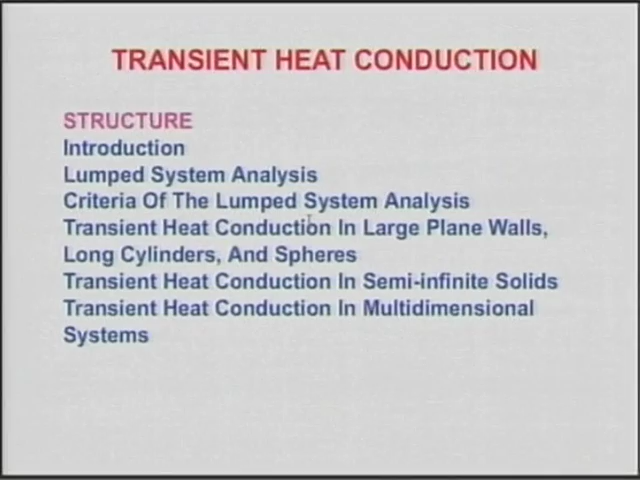 TRANSIENT HEAT CONDUCTION
STRUCTURE
Introduction
Lumped System Analysis
Criteria Of The Lumped System Analysis
Transient Heat Conduction In Large Plane Walls,
Long Cylinders, And Spheres
Transient Heat Conduction In Semi-infinite Solids
Transient Heat Conduction In Multidimensional
Systems